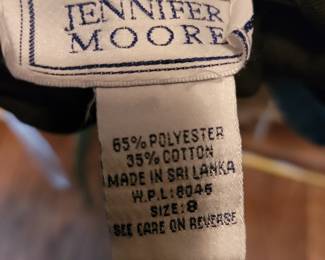 JENNIFER
MOORE
65% POLYESTER
35% COTTON
MADE IN SRI LANKA
W.P.L: 8045
SIZE: 8
SEE CARE ON REVERSE